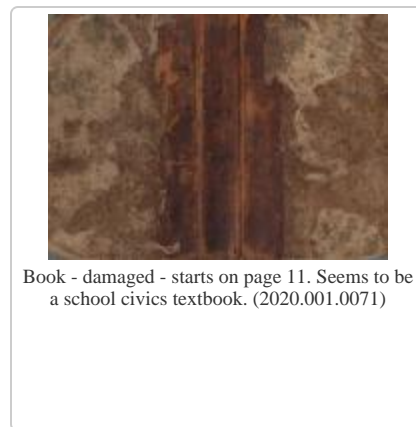 Book - damaged - starts on page 11. Seems to be
a school civics textbook. (2020.001.0071)